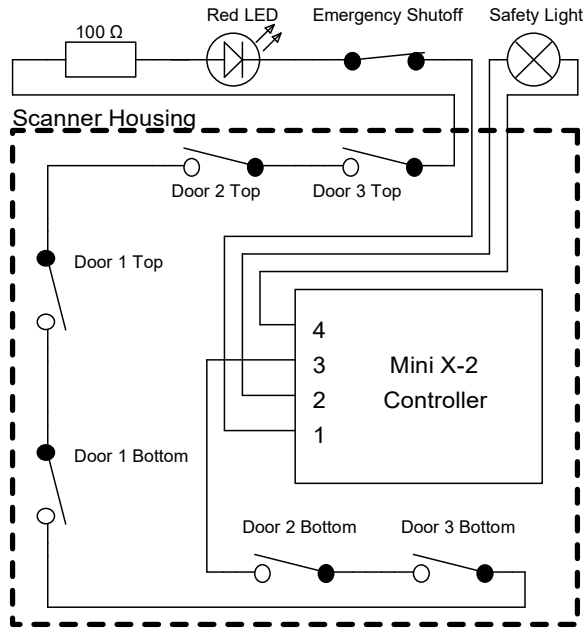 100 Ω
Red LED
Emergency Shutoff
Safety Light
Scanner Housing
Door 2 Top
Door 3 Top
Door 1 Top
4
3
2
1
Mini X-2
Controller
Door 1 Bottom
Door 2 Bottom
Door 3 Bottom